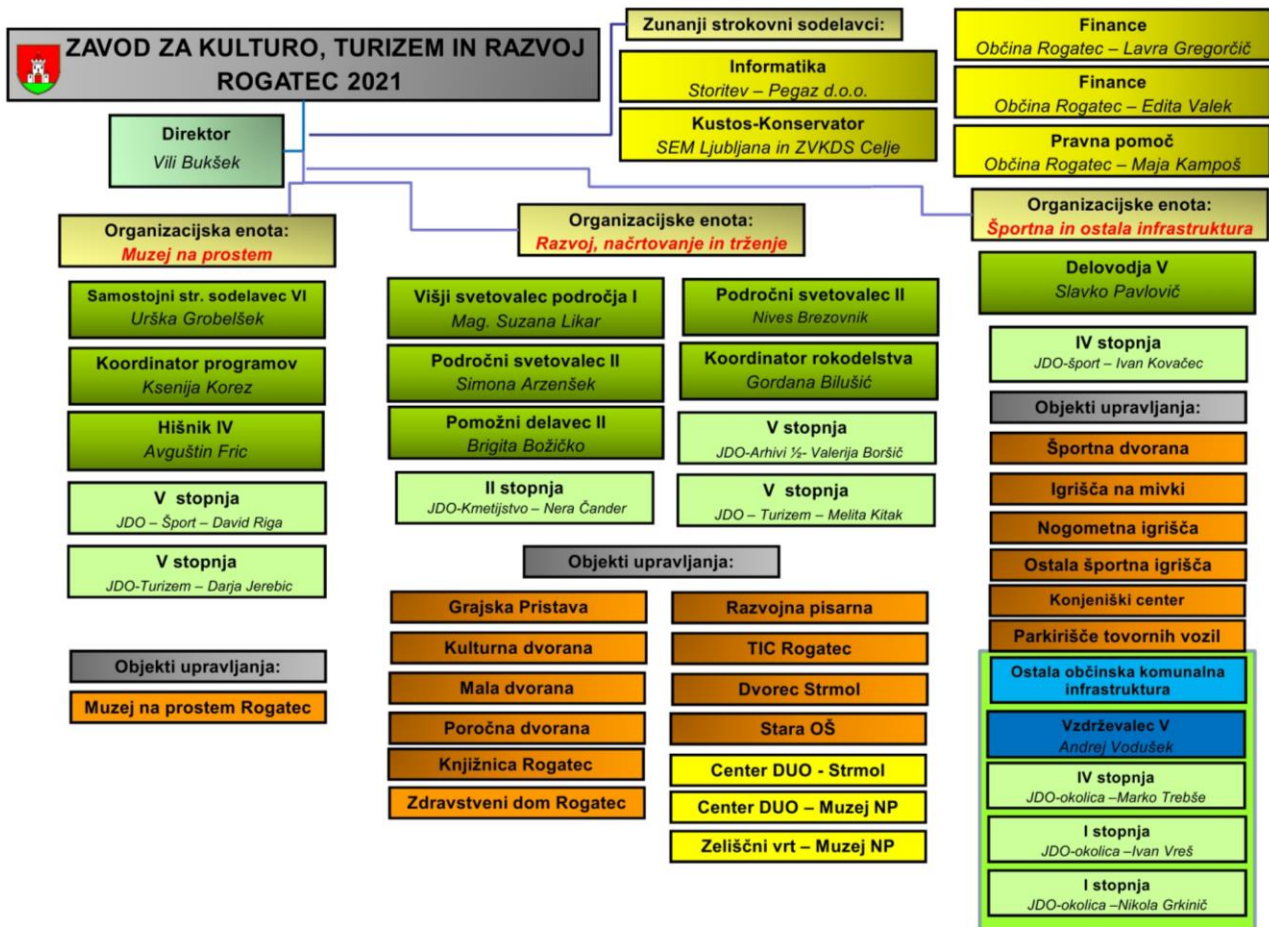 ZAVOD ZA KULTURO, TURIZEM IN RAZVOJ
ROGATEC 2021
Direktor
Vili Bukšek
Zunanji strokovni sodelavci:
Informatika
Storitev – Pegaz d.o.o.
Kustos-Konservator
SEM Ljubljana in ZVKDS Celje
Finance
Občina Rogatec – Lavra Gregorčič
Finance
Občina Rogatec – Edita Valek
Pravna pomoč
Občina Rogatec – Maja Kampoš
Organizacijska enota:
Muzej na prostem
Samostojni str. sodelavec VI
Urška Grobelšek
Koordinator programov
Ksenija Korez
Hišnik IV
Avguštin Fric
V stopnja
JDO – Šport – David Riga
V stopnja
JDO-Turizem – Darja Jerebic
Objekti upravljanja:
Muzej na prostem Rogatec
Organizacijske enota:
Razvoj, načrtovanje in trženje
Višji svetovalec področja I
Mag. Suzana Likar
Področni svetovalec II
Simona Arzenšek
Pomožni delavec II
Brigita Božičko
II stopnja
JDO-Kmetijstvo – Nera Čander
Področni svetovalec II
Nives Brezovnik
Koordinator rokodelstva
Gordana Bilušić
V stopnja
JDO-Arhivi ½- Valerija Boršič
V stopnja
JDO – Turizem – Melita Kitak
Objekti upravljanja:
Grajska Pristava
Kulturna dvorana
Mala dvorana
Poročna dvorana
Knjižnica Rogatec
Zdravstveni dom Rogatec
Razvojna pisarna
TIC Rogatec
Dvorec Strmol
Stara OŠ
Center DUO - Strmol
Center DUO – Muzej NP
Zeliščni vrt – Muzej NP
Organizacijske enota:
Športna in ostala infrastruktura
Delovodja V
Slavko Pavlovič
IV stopnja
JDO-šport – Ivan Kovačec
Objekti upravljanja:
Športna dvorana
Igrišča na mivki
Nogometna igrišča
Ostala športna igrišča
Konjeniški center
Parkirišče tovornih vozil
Ostala občinska komunalna
infrastruktura
Vzdrževalec V
Andrej Vodušek
IV stopnja
JDO-okolica –Marko Trebše
I stopnja
JDO-okolica –Ivan Vreš
I stopnja
JDO-okolica –Nikola Grkinič